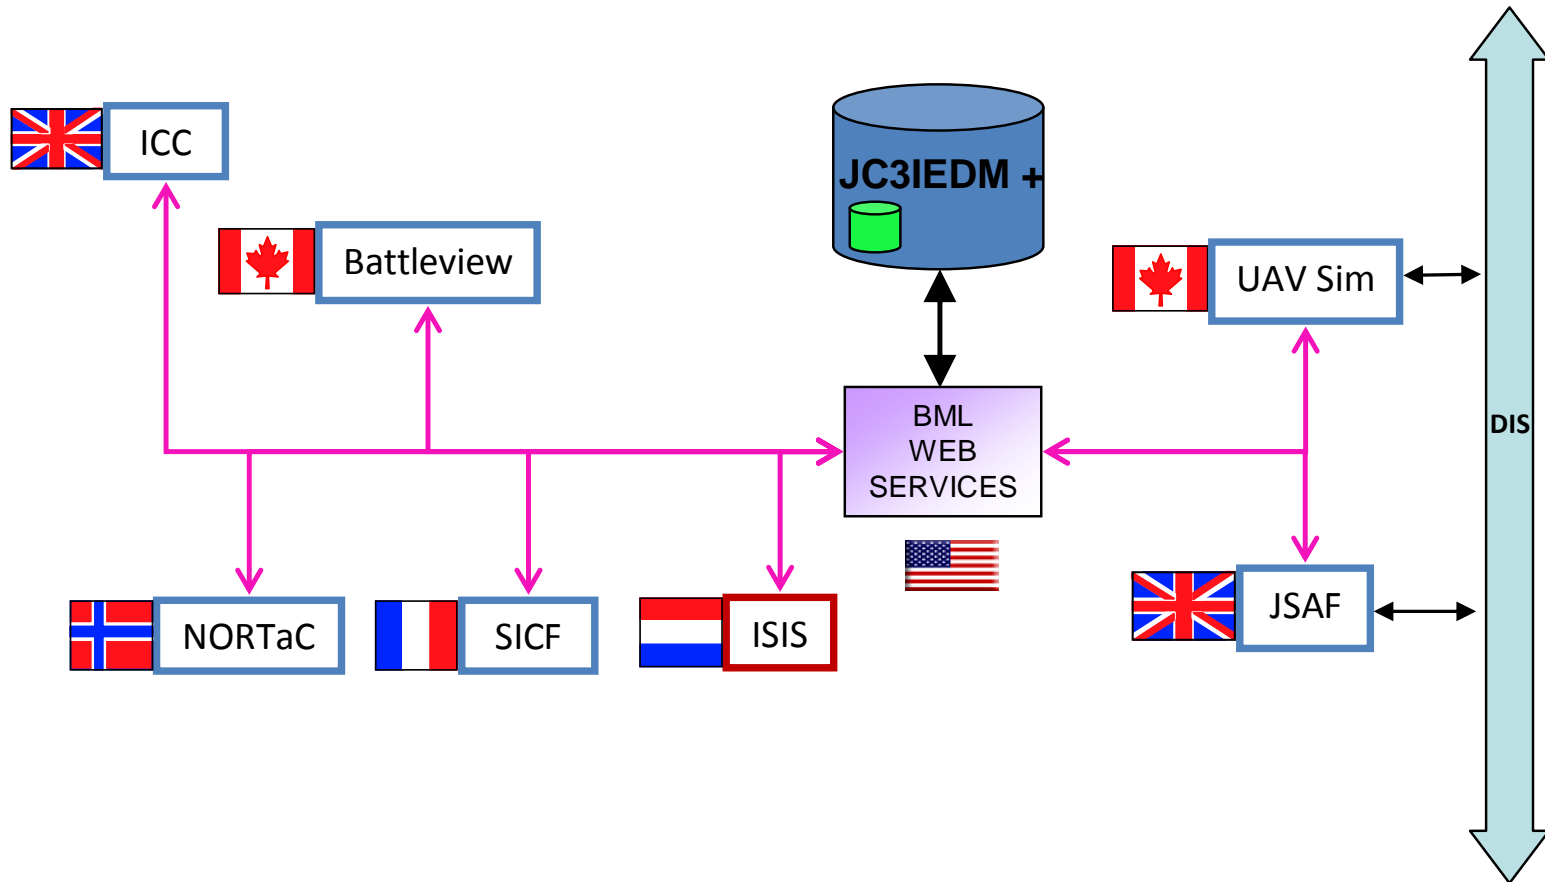 ICC
JC3IEDM +
Battleview
UAV Sim
BML
WEB
SERVICES
DIS
NORTaC
SICF
ISIS
JSAF